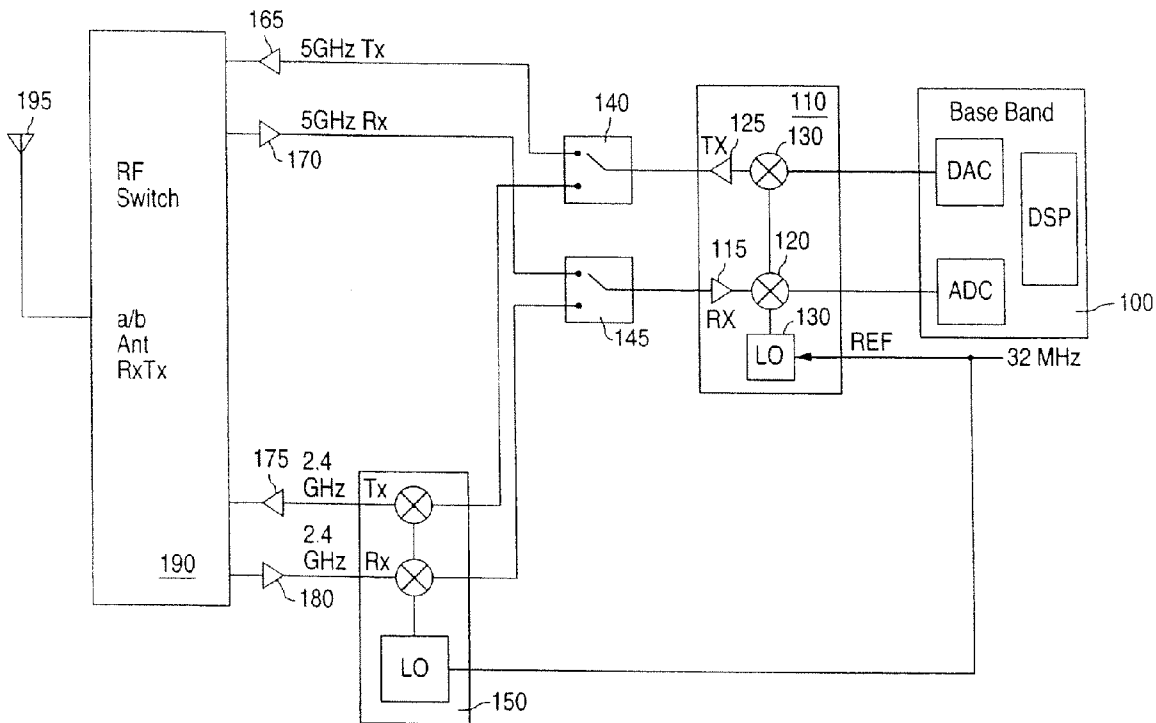 165
5GHz Tx
195
5GHz Rx
170
RF
Switch
a/b
Ant
RxTx
190
140
145
110
125
TX
130
115
120
RX
130
LO
REF
32 MHz
Base Band
DAC
DSP
ADC
100
175
2.4
GHz
Tx
2.4
GHz
Rx
180
LO
150